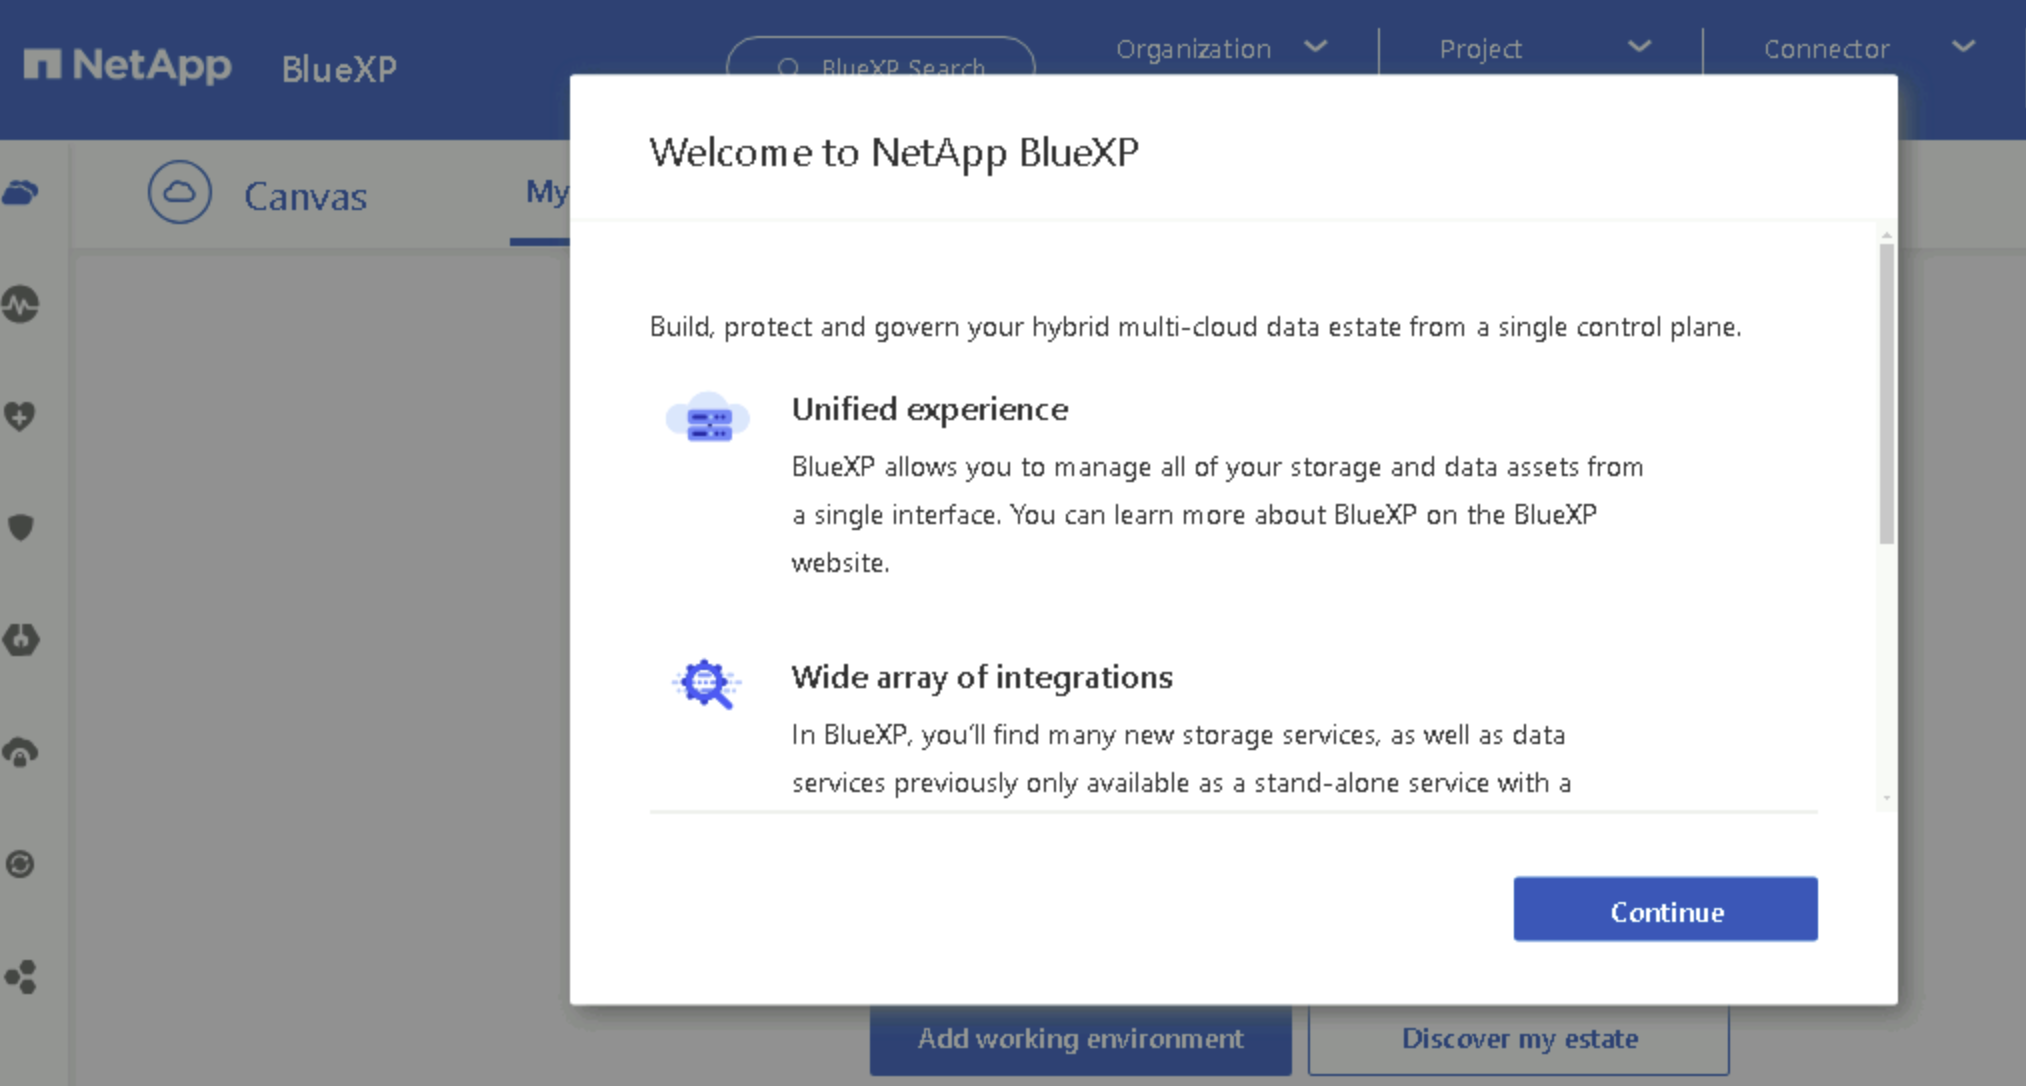 NetApp BlueXP
BlueXP Search
Organization
Project
Connector
Canvas
My
Welcome to NetApp BlueXP
Build, protect and govern your hybrid multi-cloud data estate from a single control plane.
Unified experience
BlueXP allows you to manage all of your storage and data assets from
a single interface. You can learn more about BlueXP on the BlueXP
website.
Wide array of integrations
In BlueXP, you'll find many new storage services, as well as data
services previously only available as a stand-alone service with a
Continue
Add working environment
Discover my estate